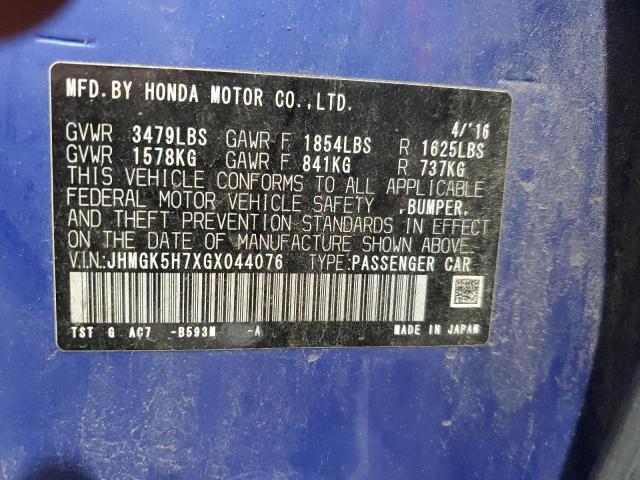 MFD.BY HONDA MOTOR CO.,LTD.
4/'16
GVWR 3479LBS GAWR F 1854LBS R 1625LBS
GVWR 1578KG GAWR F 841KG R 737KG
THIS VEHICLE CONFORMS TO ALL APPLICABLE
FEDERAL MOTOR VEHICLE SAFETY ,BUMPER,
AND THEFT PREVENTION STANDARDS IN EFFECT
ON THE DATE OF MANUFACTURE SHOWN ABOVE.
V.I.N:JHMGK5H7XGX044076 TYPE:PASSENGER CAR
TST G AC7 -B593M -A MADE IN JAPAN